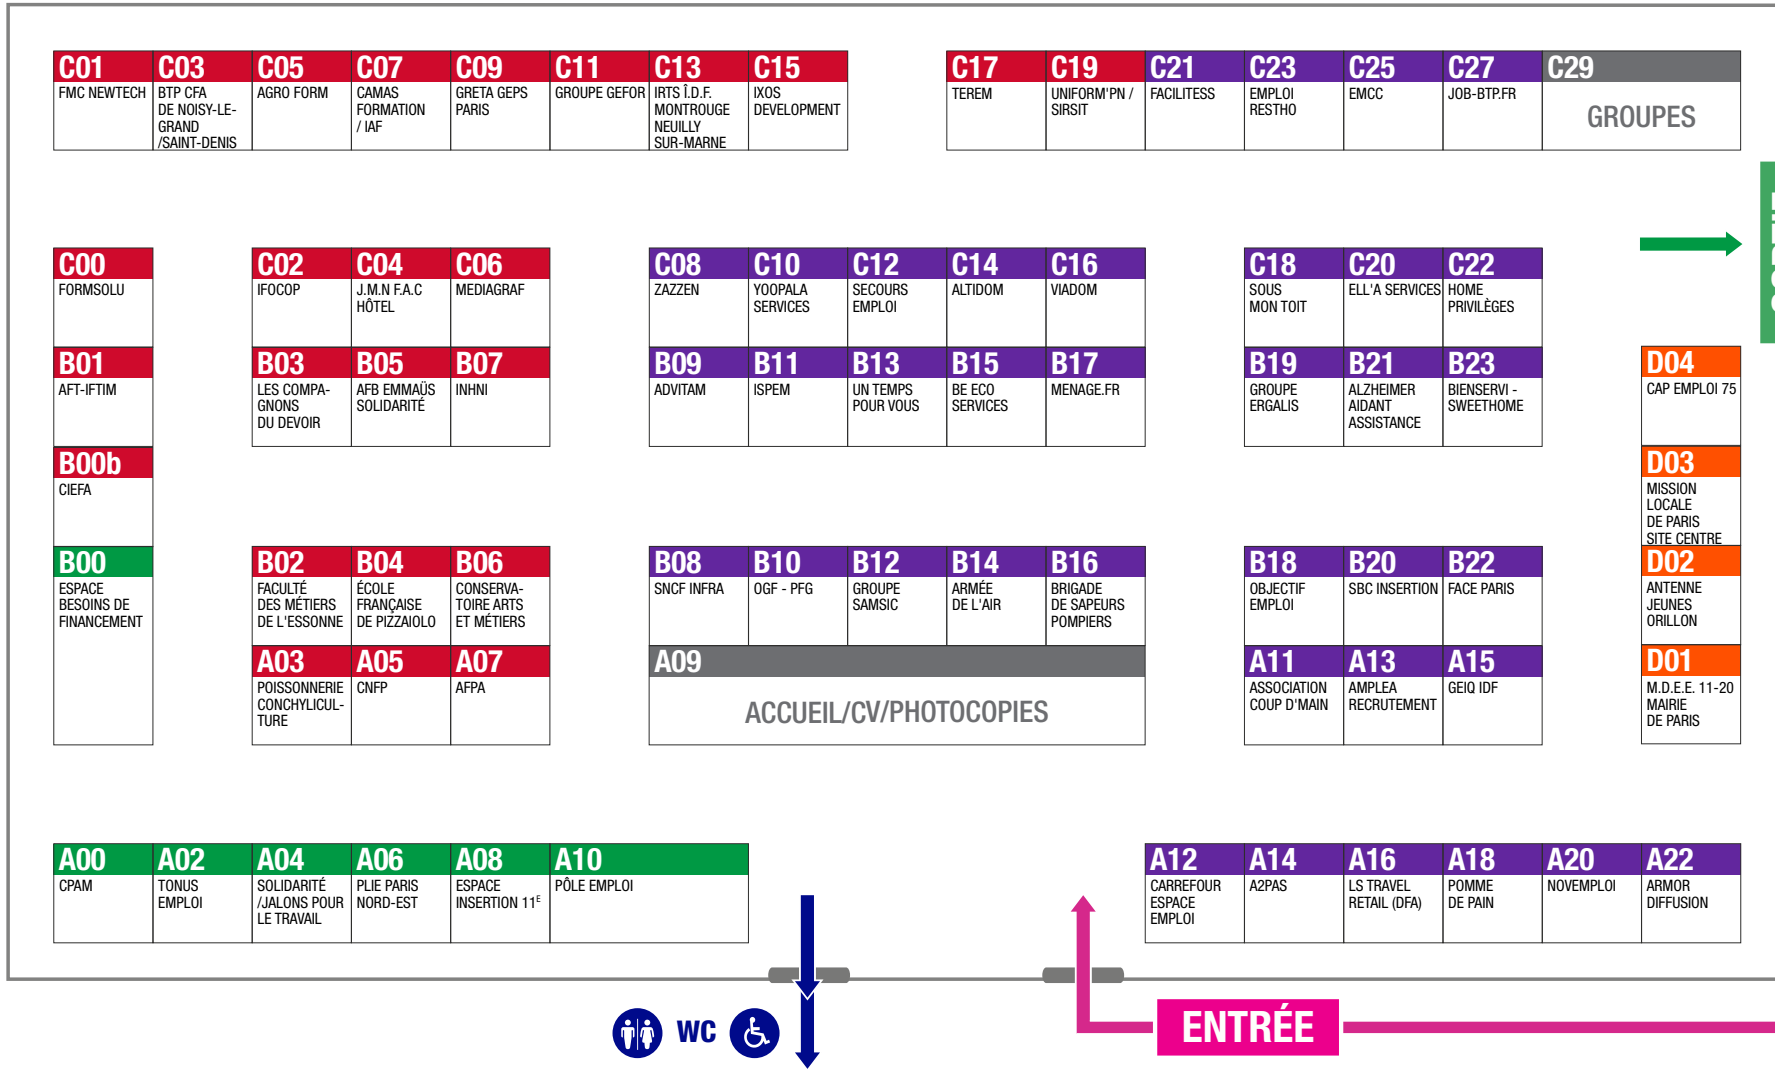 C01 C03 C05 C07 C09 C11 C13 C15
FMC NEWTECH
BTP CFA
DE NOISY-LE-
GRAND
/SAINT-DENIS
AGRO FORM
CAMAS
FORMATION
/ IAF
GRETA GEPS
PARIS
GROUPE GEFOR
IRTS Î.D.F.
MONTROUGE
NEUILLY
SUR-MARNE
IXOS
DEVELOPMENT
C17 C19 C21 C23 C25 C27 C29
TEREM
UNIFORM'PN /
SIRSIT
FACILITESS
EMPLOI
RESTHO
EMCC
JOB-BTP.FR
GROUPES
C00
FORMSOLU
B01
AFT-IFTIM
B00b
CIEFA
B00
ESPACE
BESOINS DE
FINANCEMENT
C02 C04 C06
IFOCOP
J.M.N F.A.C
HÔTEL
MEDIAGRAF
B03 B05 B07
LES COMPA-
GNONS
DU DEVOIR
AFB EMMAÜS
SOLIDARITÉ
INHNI
C08 C10 C12 C14 C16
ZAZZEN
YOOPALA
SERVICES
SECOURS
EMPLOI
ALTIDOM
VIADOM
B09 B11 B13 B15 B17
ADVITAM
ISPEM
UN TEMPS
POUR VOUS
BE ECO
SERVICES
MENAGE.FR
C18 C20 C22
SOUS
MON TOIT
ELL'A SERVICES
HOME
PRIVILÈGES
B19 B21 B23
GROUPE
ERGALIS
ALZHEIMER
AIDANT
ASSISTANCE
BIENSERVI -
SWEETHOME
D04
CAP EMPLOI 75
D03
MISSION
LOCALE
DE PARIS
SITE CENTRE
D02
ANTENNE
JEUNES
ORILLON
D01
M.D.E.E. 11-20
MAIRIE
DE PARIS
B02 B04 B06
FACULTÉ
DES MÉTIERS
DE L'ESSONNE
ÉCOLE
FRANÇAISE
DE PIZZAIOLO
CONSERVA-
TOIRE ARTS
ET MÉTIERS
A03 A05 A07
POISSONNERIE
CONCHYLICUL-
TURE
CNFP
AFPA
B08 B10 B12 B14 B16
SNCF INFRA
OGF - PFG
GROUPE
SAMSIC
ARMÉE
DE L'AIR
BRIGADE
DE SAPEURS
POMPIERS
A09
ACCUEIL/CV/PHOTOCOPIES
B18 B20 B22
OBJECTIF
EMPLOI
SBC INSERTION
FACE PARIS
A11 A13 A15
ASSOCIATION
COUP D'MAIN
AMPLEA
RECRUTEMENT
GEIQ IDF
A00 A02 A04 A06 A08 A10
CPAM
TONUS
EMPLOI
SOLIDARITÉ
/JALONS POUR
LE TRAVAIL
PLIE PARIS
NORD-EST
ESPACE
INSERTION 11E
PÔLE EMPLOI
A12 A14 A16 A18 A20 A22
CARREFOUR
ESPACE
EMPLOI
A2PAS
LS TRAVEL
RETAIL (DFA)
POMME
DE PAIN
NOVEMPLOI
ARMOR
DIFFUSION
WC
ENTRÉE